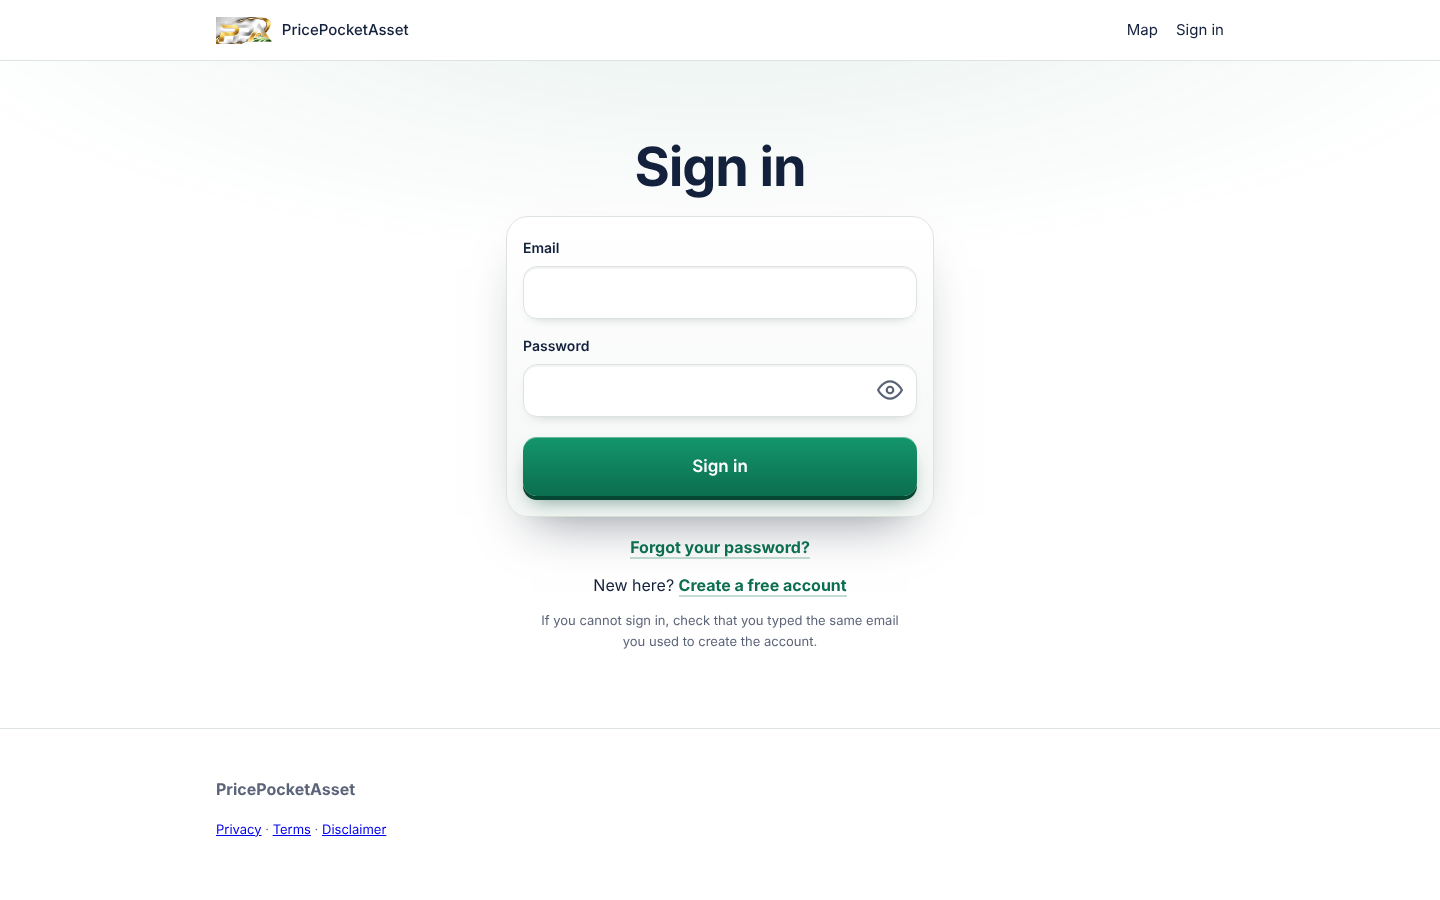 PricePocketAsset
Map
Sign in
Sign in
Email
Password
Sign in
Forgot your password?
New here? Create a free account
If you cannot sign in, check that you typed the same email
you used to create the account.
PricePocketAsset
Privacy · Terms · Disclaimer